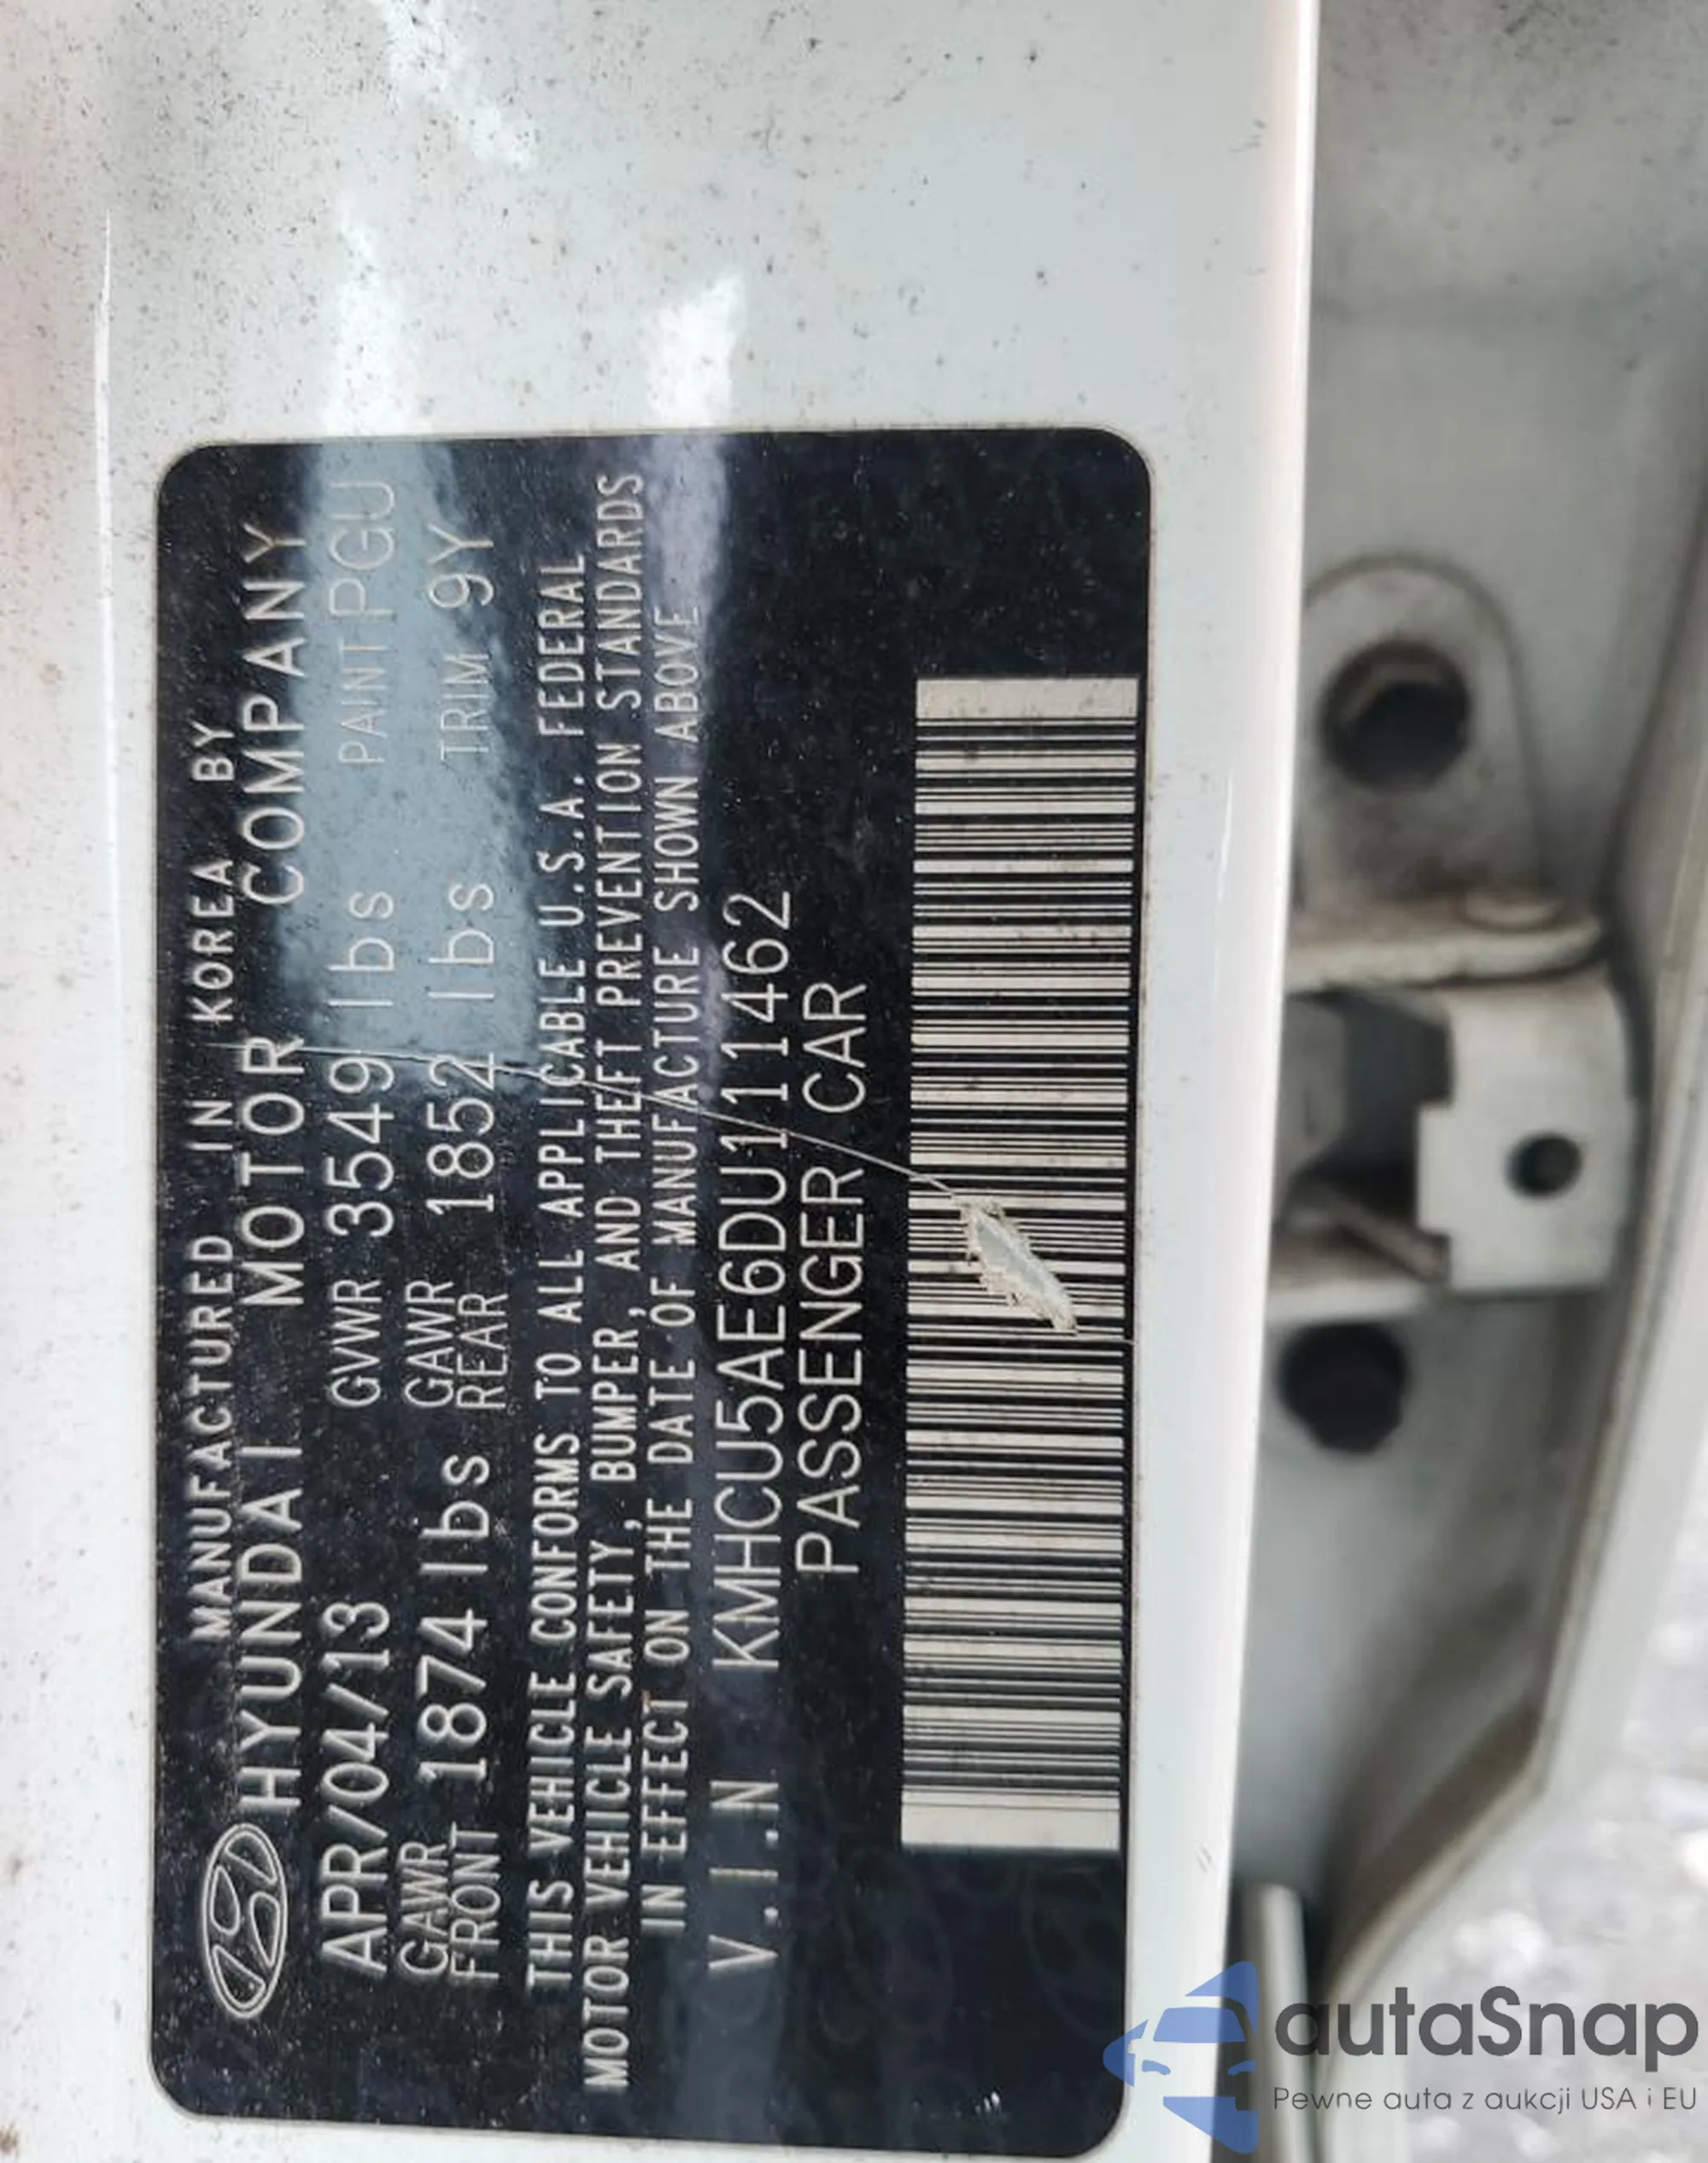 MANUFACTURED IN KOREA BY
HYUNDAI MOTOR COMPANY
APR/04/13 GVWR 3549 lbs PAINT PGU
GAWR FRONT 1874 lbs GAWR REAR 1852 lbs TRIM 9Y
THIS VEHICLE CONFORMS TO ALL APPLICABLE U.S.A. FEDERAL
MOTOR VEHICLE SAFETY, BUMPER, AND THEFT PREVENTION STANDARDS
IN EFFECT ON THE DATE OF MANUFACTURE SHOWN ABOVE
V.I.N KMHCU5AE6DU111462
PASSENGER CAR
autaSnap
Pewne auta z aukcji USA i EU